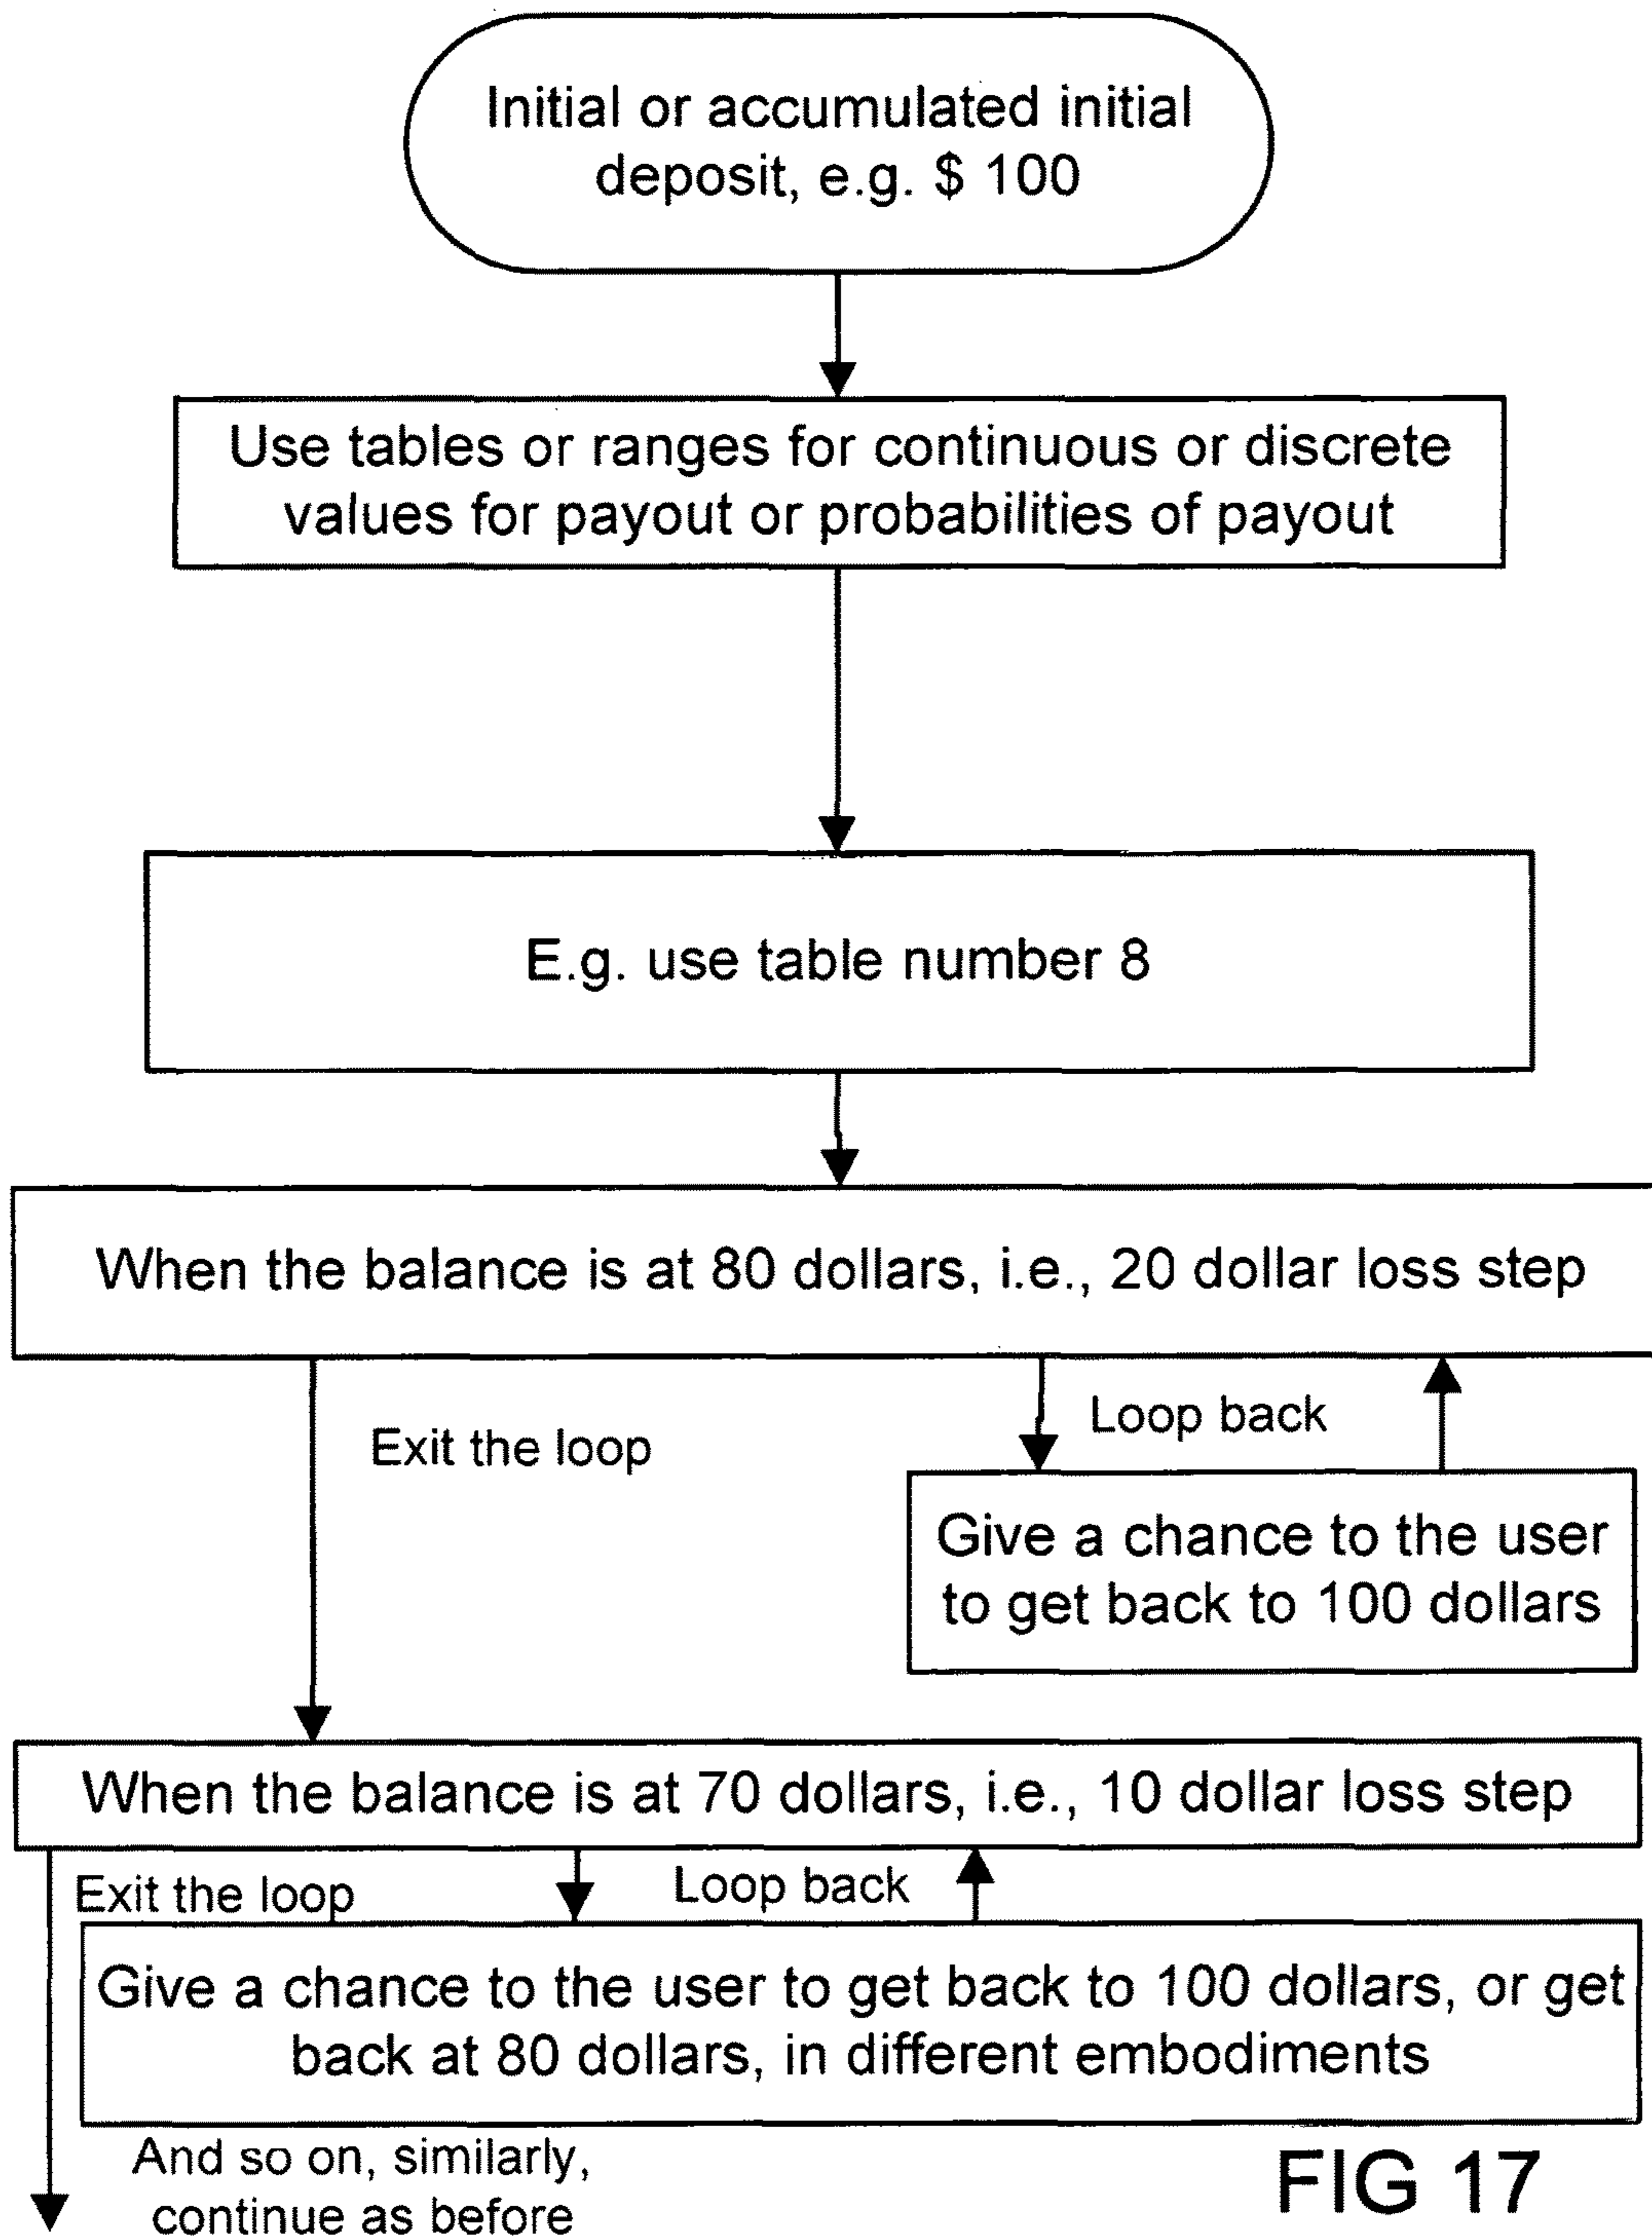 Initial or accumulated initial
deposit, e.g. $ 100
Use tables or ranges for continuous or discrete
values for payout or probabilities of payout
E.g. use table number 8
When the balance is at 80 dollars, i.e., 20 dollar loss step
Exit the loop
Loop back
Give a chance to the user
to get back to 100 dollars
When the balance is at 70 dollars, i.e., 10 dollar loss step
Exit the loop
Loop back
Give a chance to the user to get back to 100 dollars, or get
back at 80 dollars, in different embodiments
And so on, similarly,
continue as before
FIG 17